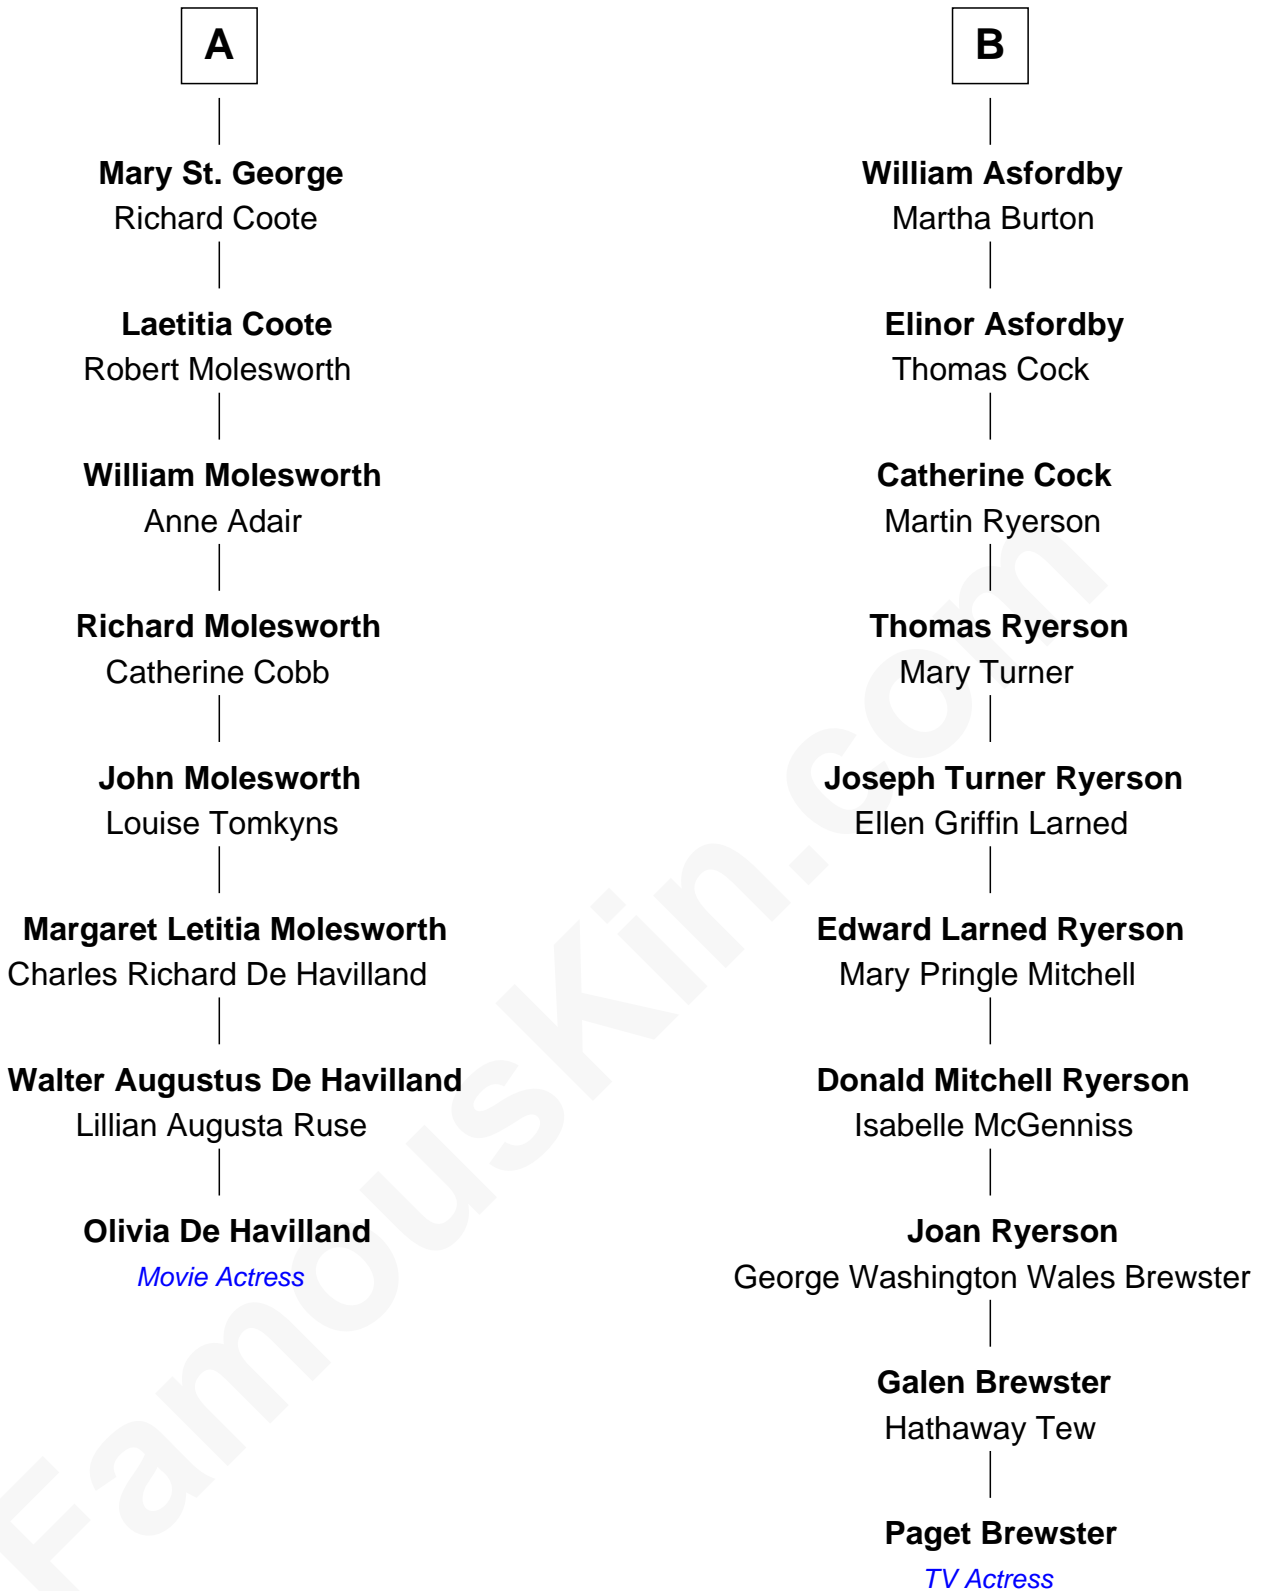 A
Mary St. George
Richard Coote
Laetitia Coote
Robert Molesworth
William Molesworth
Anne Adair
Richard Molesworth
Catherine Cobb
John Molesworth
Louise Tomkyns
Margaret Letitia Molesworth
Charles Richard De Havilland
Walter Augustus De Havilland
Lillian Augusta Ruse
Olivia De Havilland
Movie Actress
B
William Asfordby
Martha Burton
Elinor Asfordby
Thomas Cock
Catherine Cock
Martin Ryerson
Thomas Ryerson
Mary Turner
Joseph Turner Ryerson
Ellen Griffin Larned
Edward Larned Ryerson
Mary Pringle Mitchell
Donald Mitchell Ryerson
Isabelle McGenniss
Joan Ryerson
George Washington Wales Brewster
Galen Brewster
Hathaway Tew
Paget Brewster
TV Actress
FamousKin.com